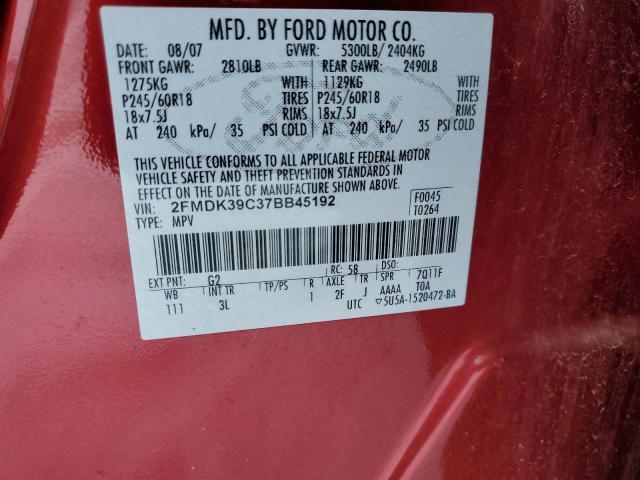 MFD. BY FORD MOTOR CO.
DATE: 08/07 GVWR: 5300LB/ 2404KG
FRONT GAWR: 2810LB REAR GAWR: 2490LB
1275KG WITH 1129KG WITH
P245/60R18 TIRES P245/60R18 TIRES
18x7.5J RIMS 18x7.5J RIMS
AT 240 kPa/ 35 PSI COLD AT 240 kPa/ 35 PSI COLD
THIS VEHICLE CONFORMS TO ALL APPLICABLE FEDERAL MOTOR
VEHICLE SAFETY AND THEFT PREVENTION STANDARDS IN
EFFECT ON THE DATE OF MANUFACTURE SHOWN ABOVE.
VIN: 2FMDK39C37BB45192 F0045
TYPE: MPV T0264
EXT PNT: G2 RC: 58 DSO:
WB INT TR TP/PS R AXLE TR SPR 7Q11F
111 3L 1 2F J AAAA T0A
UTC ▽5U5A-1520472-BA